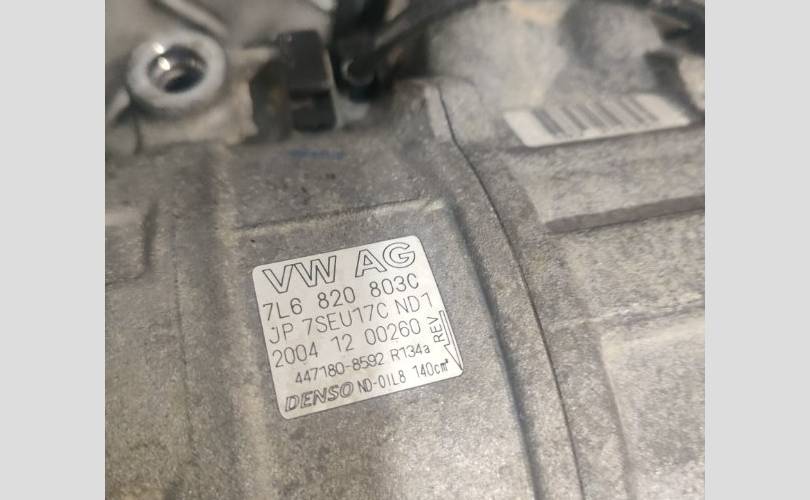 VW AG
7L6 820 803C
JP 7SEU17C ND1
2004 12 00260 REV
447180-8592 R134a
DENSO ND-OIL8 140cm³